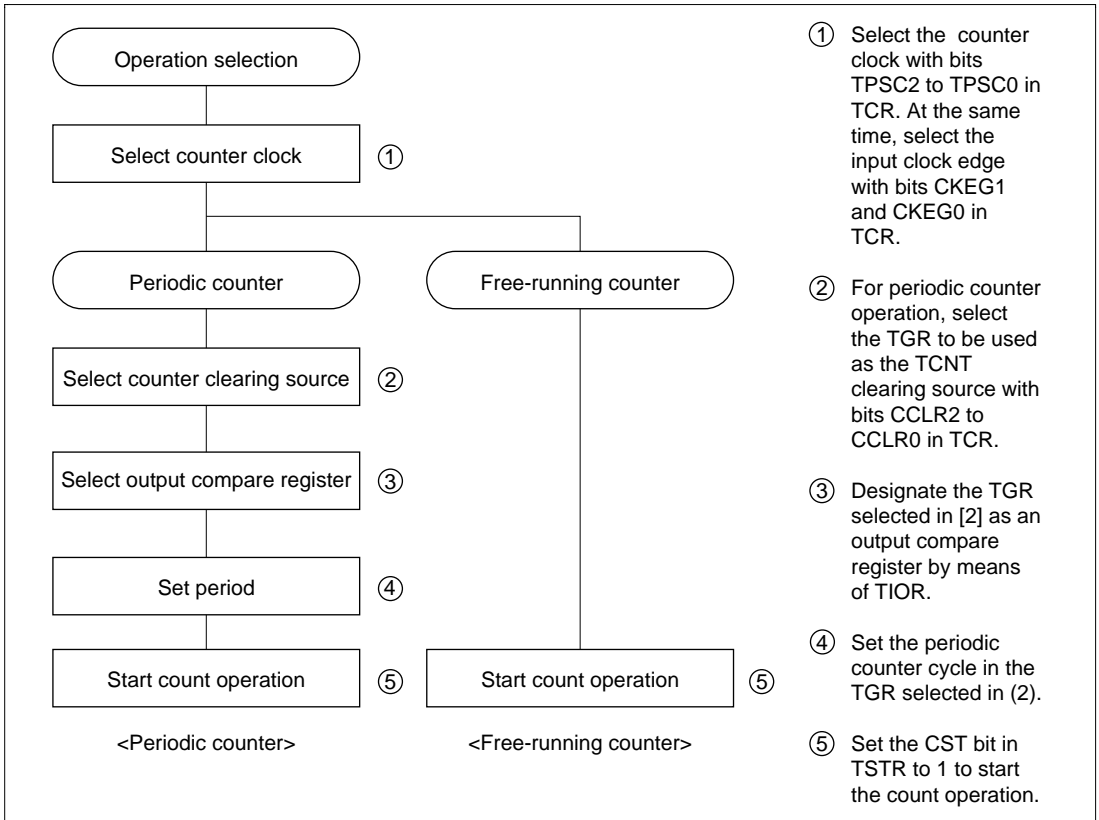 Operation selection
Select counter clock
①
Periodic counter
Free-running counter
Select counter clearing source
②
Select output compare register
③
Set period
④
Start count operation
⑤
Start count operation
⑤
<Periodic counter>
<Free-running counter>
① Select the counter
clock with bits
TPSC2 to TPSC0 in
TCR. At the same
time, select the
input clock edge
with bits CKEG1
and CKEG0 in
TCR.
② For periodic counter
operation, select
the TGR to be used
as the TCNT
clearing source with
bits CCLR2 to
CCLR0 in TCR.
③ Designate the TGR
selected in [2] as an
output compare
register by means
of TIOR.
④ Set the periodic
counter cycle in the
TGR selected in (2).
⑤ Set the CST bit in
TSTR to 1 to start
the count operation.